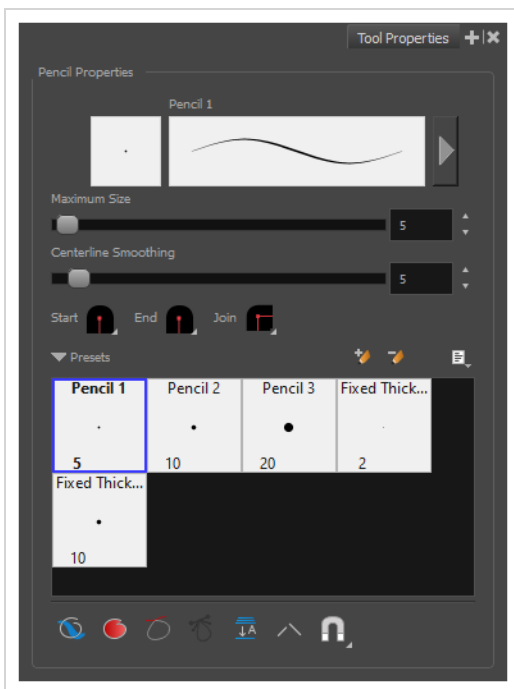 Tool Properties
Pencil Properties
Pencil 1
Maximum Size
5
Centerline Smoothing
5
Start End Join
Presets
Pencil 1 Pencil 2 Pencil 3 Fixed Thick...
5 10 20 2
Fixed Thick...
10
A